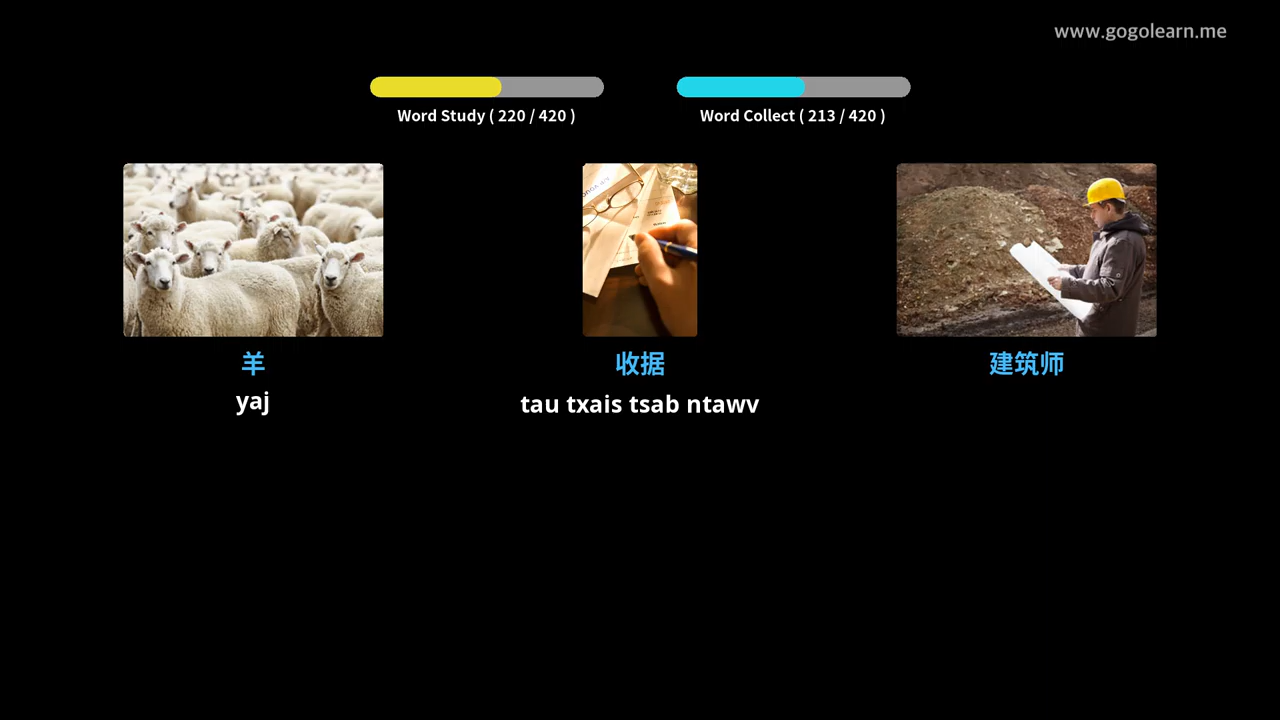 www.gogolearn.me
Word Study ( 220 / 420 )
Word Collect ( 213 / 420 )
羊
收据
建筑师
yaj
tau txais tsab ntawv